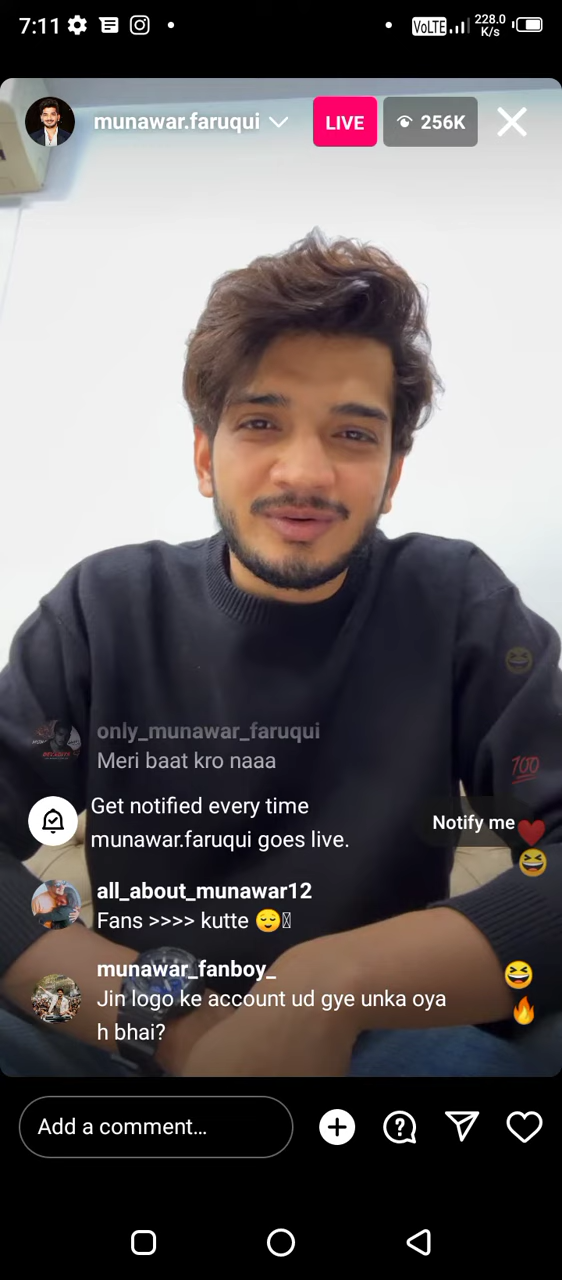 7:11
VoLTE
228.0
K/s
munawar.faruqui
LIVE
256K
only_munawar_faruqui
Meri baat kro naaa
Get notified every time
munawar.faruqui goes live.
Notify me
💯
all_about_munawar12
Fans >>>> kutte 😌
munawar_fanboy_
Jin logo ke account ud gye unka oya
h bhai?
Add a comment...